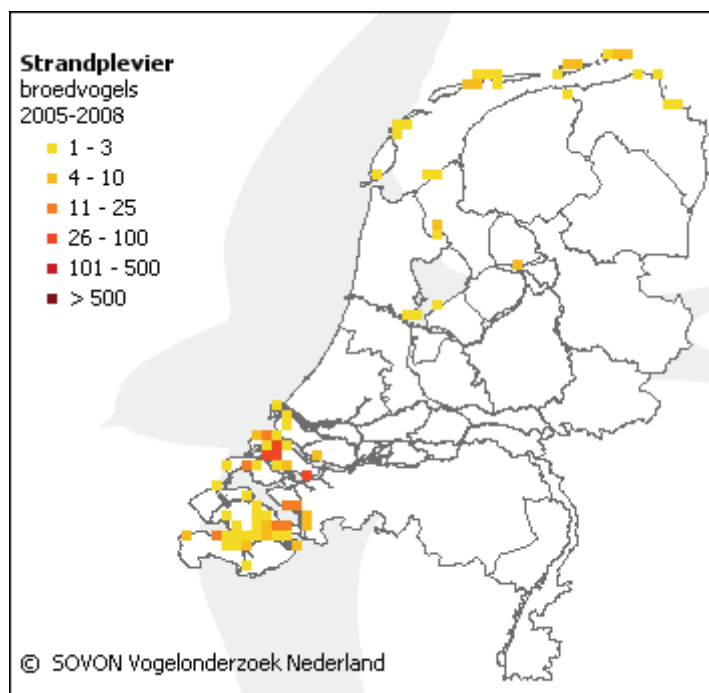 Strandplevier
broedvogels
2005-2008
1 - 3
4 - 10
11 - 25
26 - 100
101 - 500
> 500
© SOVON Vogelonderzoek Nederland